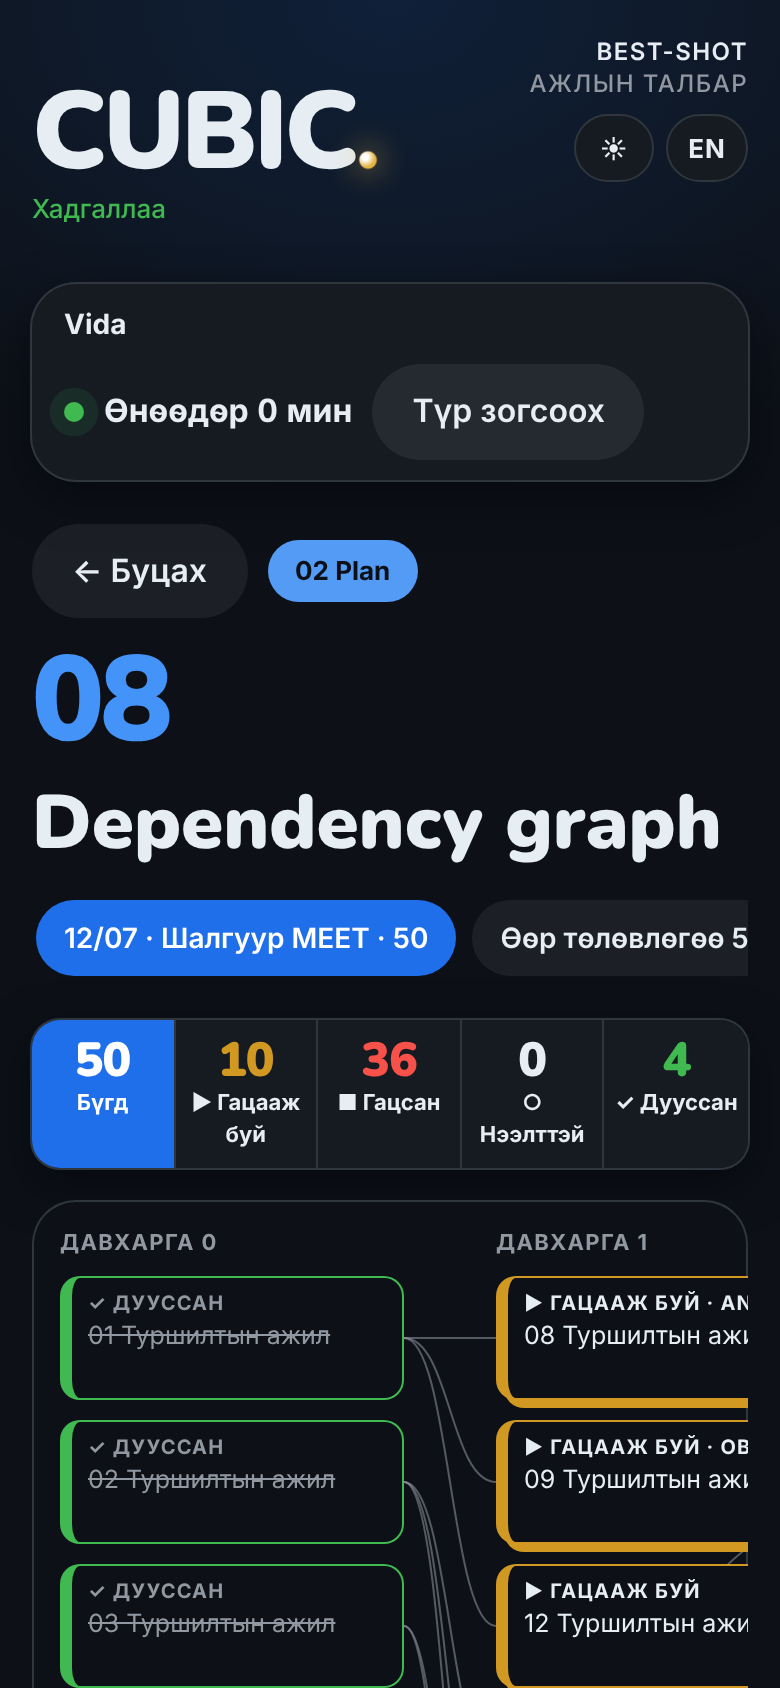 BEST-SHOT
АЖЛЫН ТАЛБАР
CUBIC.
EN
Хадгаллаа
Vida
Өнөөдөр 0 мин
Түр зогсоох
← Буцах
02 Plan
08
Dependency graph
12/07 · Шалгуур MEET · 50
Өөр төлөвлөгөө 5
50
Бүгд
10
▶ Гацааж
буй
36
■ Гацсан
0
○
Нээлттэй
4
✓ Дууссан
ДАВХАРГА 0
ДАВХАРГА 1
✓ ДУУССАН
01 Туршилтын ажил
▶ ГАЦААЖ БУЙ · AN
08 Туршилтын ажи
✓ ДУУССАН
02 Туршилтын ажил
▶ ГАЦААЖ БУЙ · OB
09 Туршилтын ажи
✓ ДУУССАН
03 Туршилтын ажил
▶ ГАЦААЖ БУЙ
12 Туршилтын ажи